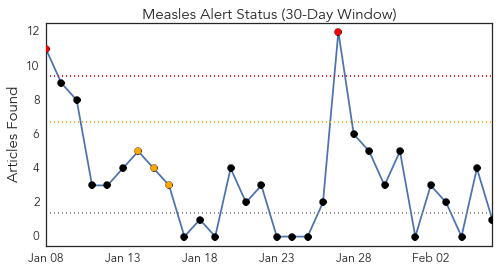 Measles Alert Status (30-Day Window)
Articles Found
12
10
8
6
4
2
0
Jan 08 Jan 13 Jan 18 Jan 23 Jan 28 Feb 02